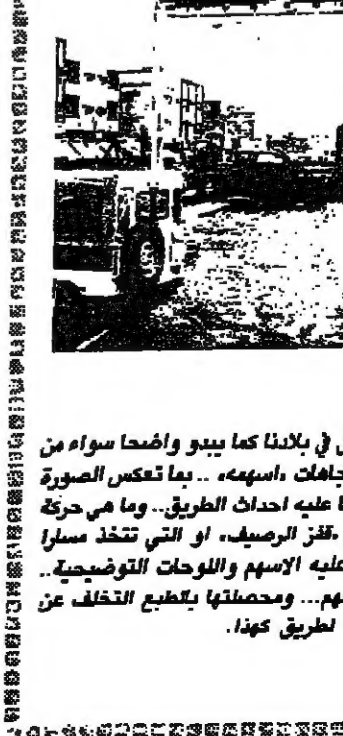 في بلادنا كما يبدو واضحا سواء من
اسهمه، .. بما تعكس الصورة
عليه احداث الطريق.. وما هي حركة
قفز الرصيف، او التي تتخذ مسارا
عليه الاسهم واللوحات التوضيحية..
هم... ومحصلتها بالطبع التخلف عن
لطريق كهذا.